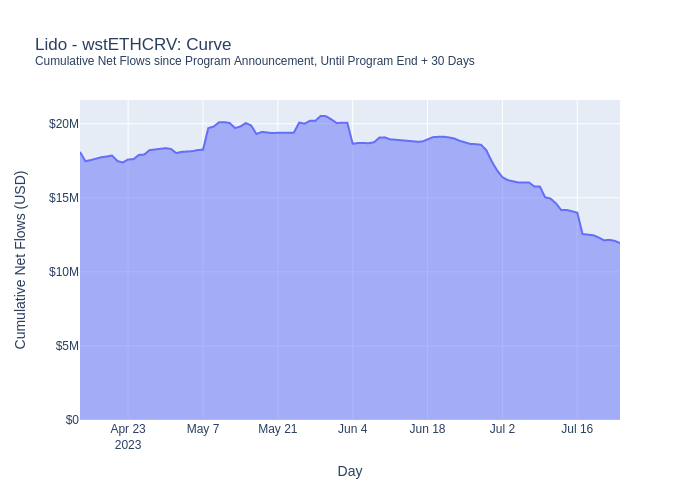 Lido - wstETHCRV: Curve
Cumulative Net Flows since Program Announcement, Until Program End + 30 Days
Cumulative Net Flows (USD)
$20M
$15M
$10M
$5M
$0
Apr 23 May 7 May 21 Jun 4 Jun 18 Jul 2 Jul 16
2023
Day